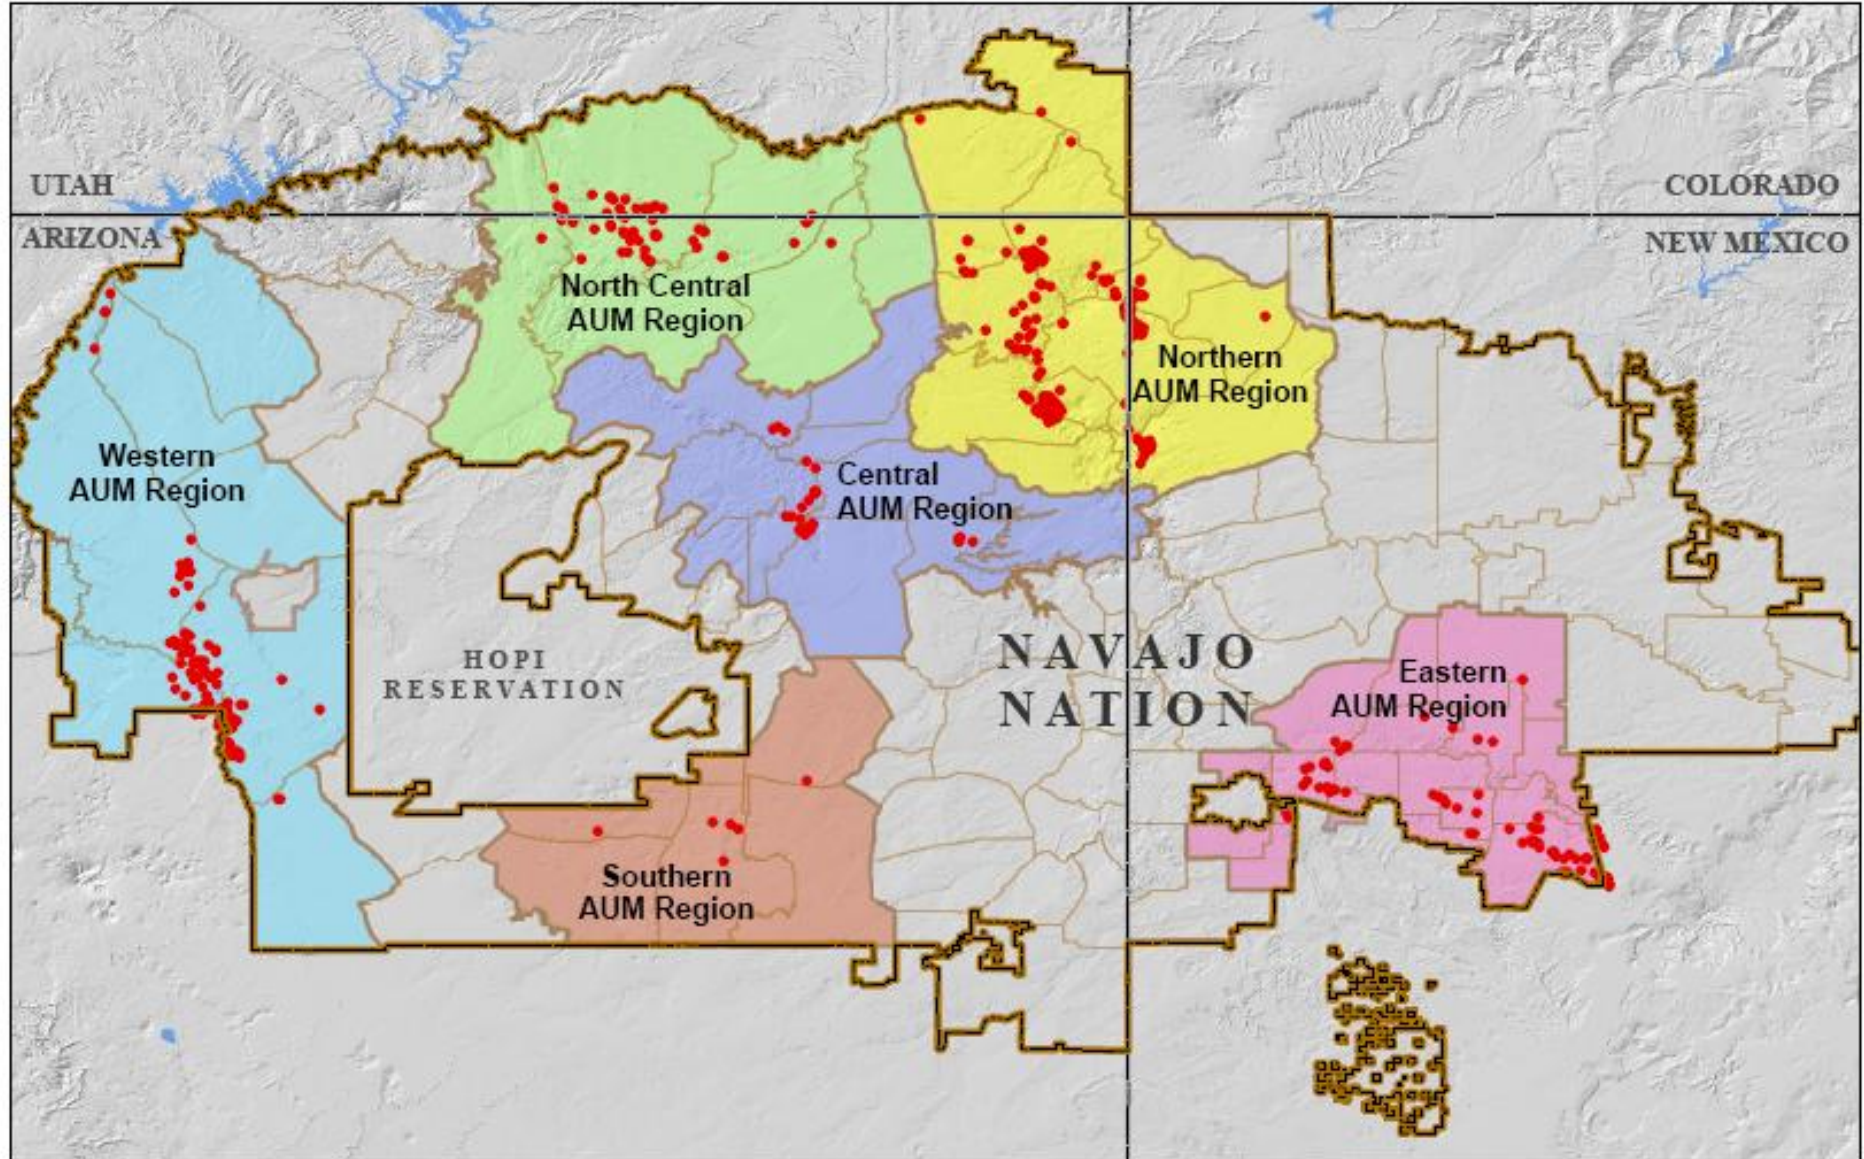 UTAH
COLORADO
ARIZONA
NEW MEXICO
North Central
AUM Region
Northern
AUM Region
Western
AUM Region
Central
AUM Region
HOPI
RESERVATION
NAVAJO
NATION
Eastern
AUM Region
Southern
AUM Region